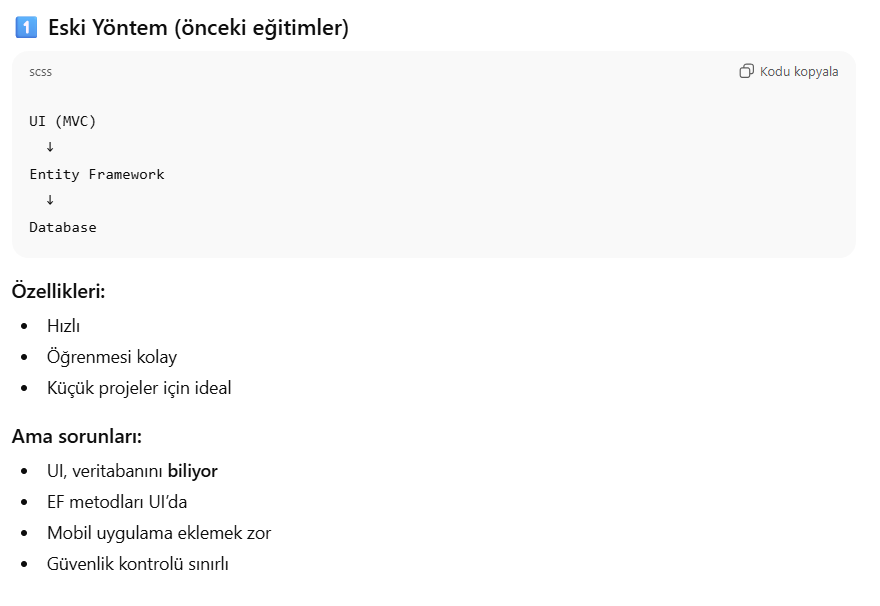 1 Eski Yöntem (önceki eğitimler)
scss
Kodu kopyala
UI (MVC)
↓
Entity Framework
↓
Database
Özellikleri:
• Hızlı
• Öğrenmesi kolay
• Küçük projeler için ideal
Ama sorunları:
• UI, veritabanını biliyor
• EF metodları UI’da
• Mobil uygulama eklemek zor
• Güvenlik kontrolü sınırlı